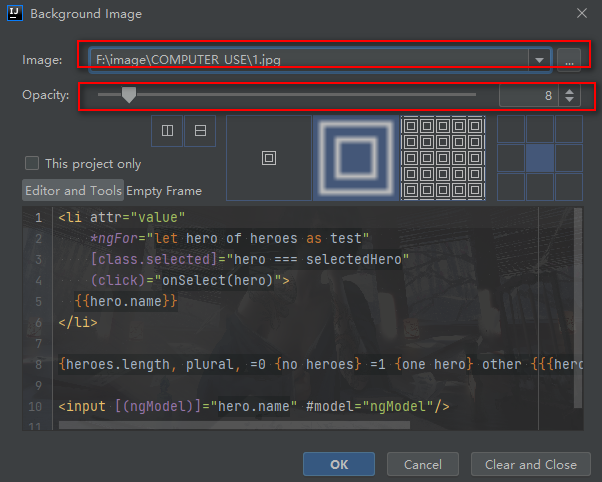 IJ Background Image
Image: F:\image\COMPUTER USE\1.jpg ...
Opacity: 8
This project only
Editor and Tools Empty Frame
1 <li attr="value"
2 *ngFor="let hero of heroes as test"
3 [class.selected]="hero === selectedHero"
4 (click)="onSelect(hero)">
5 {{hero.name}}
6 </li>
7
8 {heroes.length, plural, =0 {no heroes} =1 {one hero} other {{{hero
9
10 <input [(ngModel)]="hero.name" #model="ngModel"/>
11
OK Cancel Clear and Close